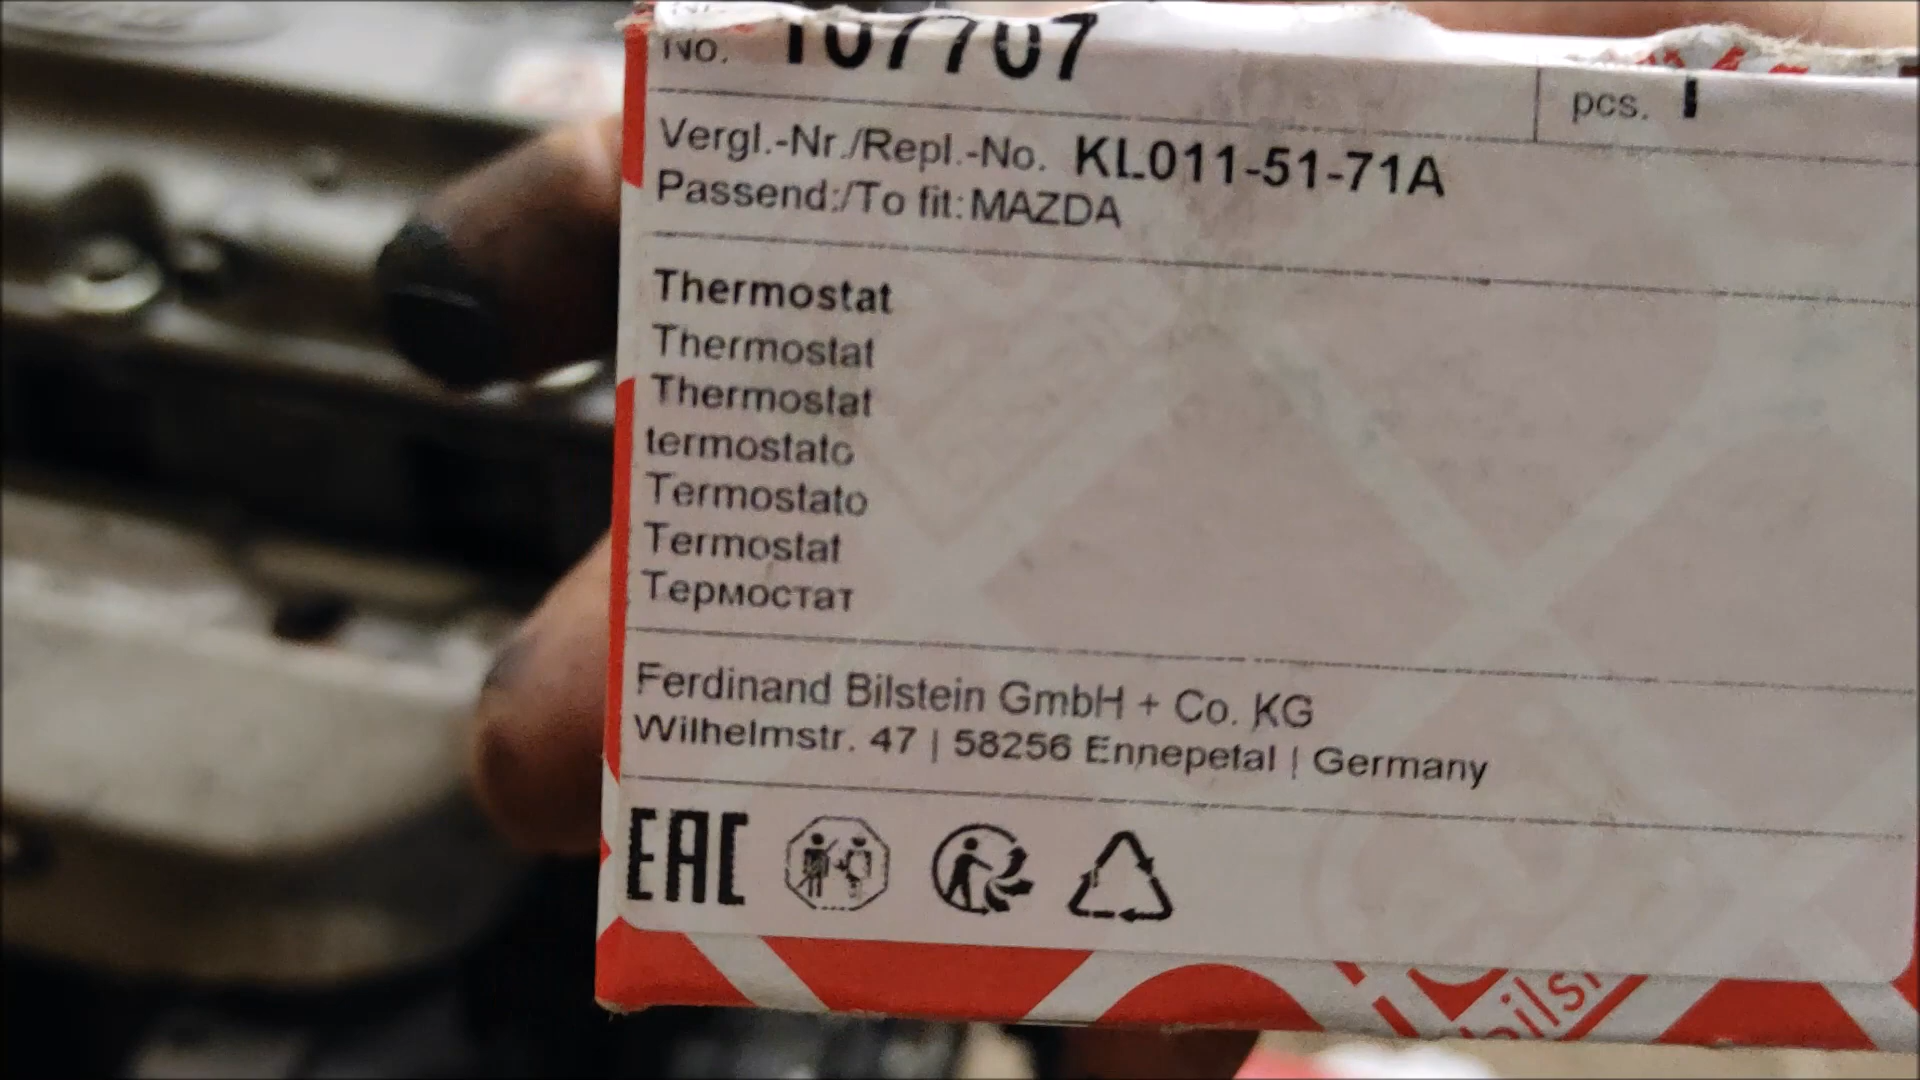 No. 107707
pcs. 1
Vergl.-Nr./Repl.-No. KL011-51-71A
Passend:/To fit: MAZDA
Thermostat
Thermostat
Thermostat
termostato
Termostato
Termostat
Термостат
Ferdinand Bilstein GmbH + Co. KG
Wilhelmstr. 47 | 58256 Ennepetal | Germany
EAC